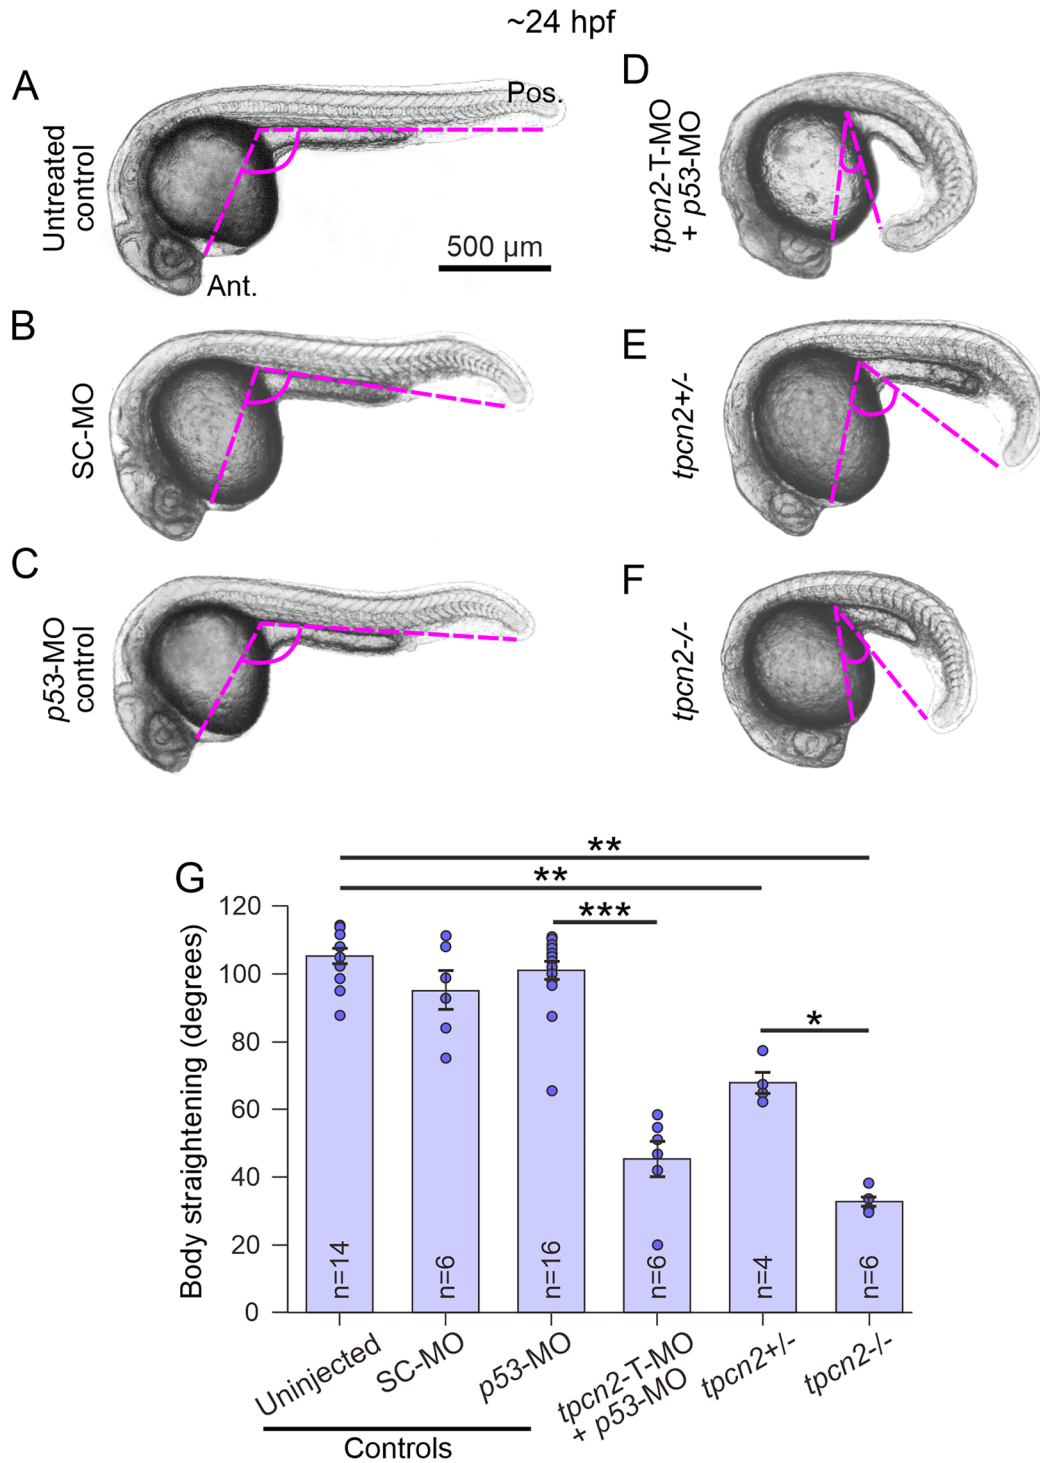 ~24 hpf
A
Untreated
control
Pos.
Ant.
500 µm
B
SC-MO
C
p53-MO
control
D
tpcn2-T-MO
+ p53-MO
E
tpcn2+/-
F
tpcn2-/-
G
**
**
***
*
Body straightening (degrees)
120
100
80
60
40
20
0
n=14
n=6
n=16
n=6
n=4
n=6
Uninjected
SC-MO
p53-MO
tpcn2-T-MO
+ p53-MO
tpcn2+/-
tpcn2-/-
Controls